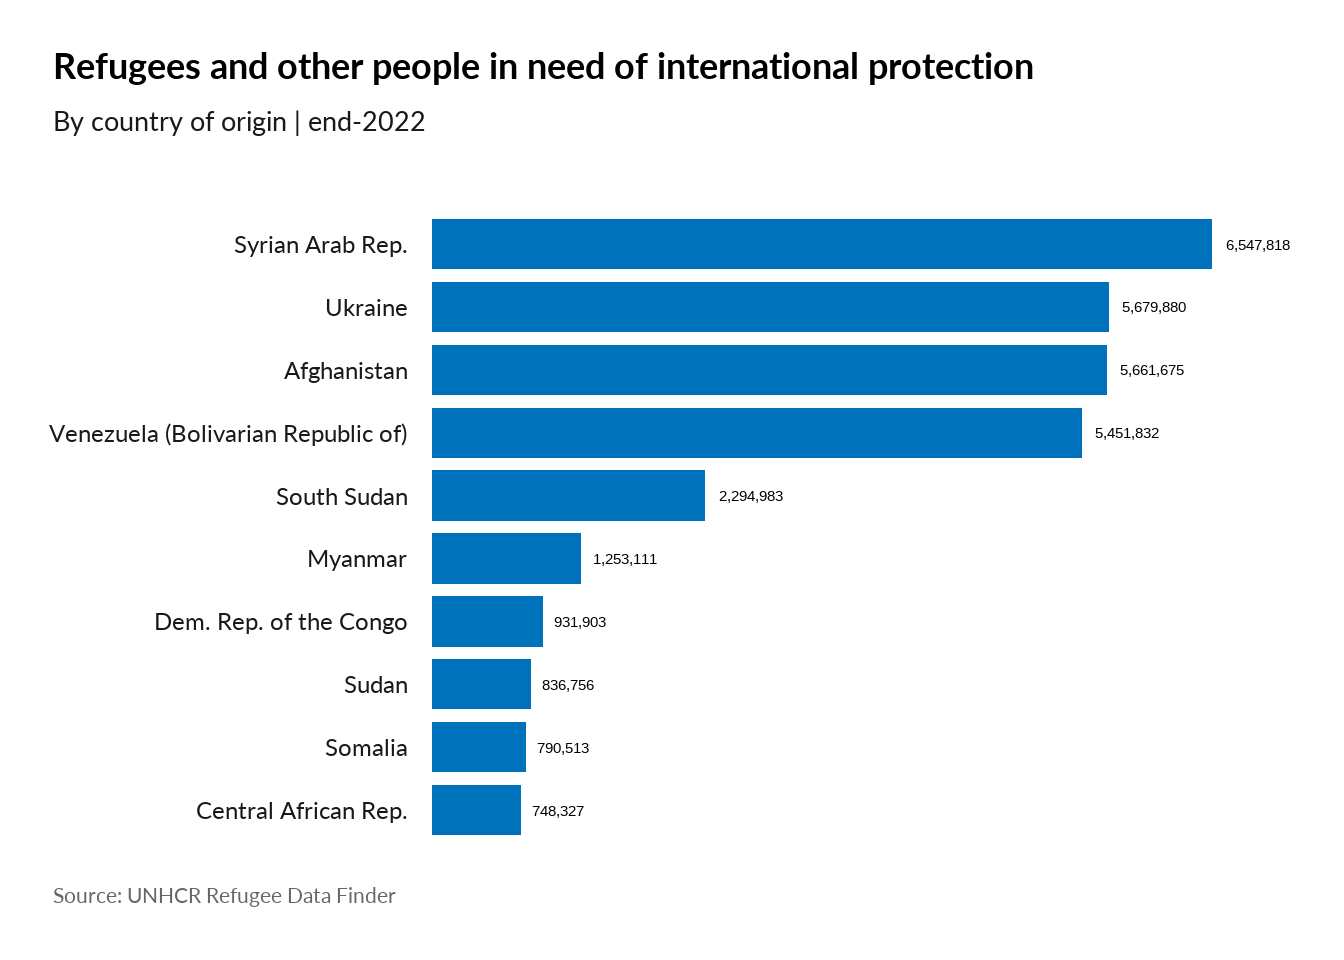 Refugees and other people in need of international protection
By country of origin | end-2022
Syrian Arab Rep. 6,547,818
Ukraine 5,679,880
Afghanistan 5,661,675
Venezuela (Bolivarian Republic of) 5,451,832
South Sudan 2,294,983
Myanmar 1,253,111
Dem. Rep. of the Congo 931,903
Sudan 836,756
Somalia 790,513
Central African Rep. 748,327
Source: UNHCR Refugee Data Finder